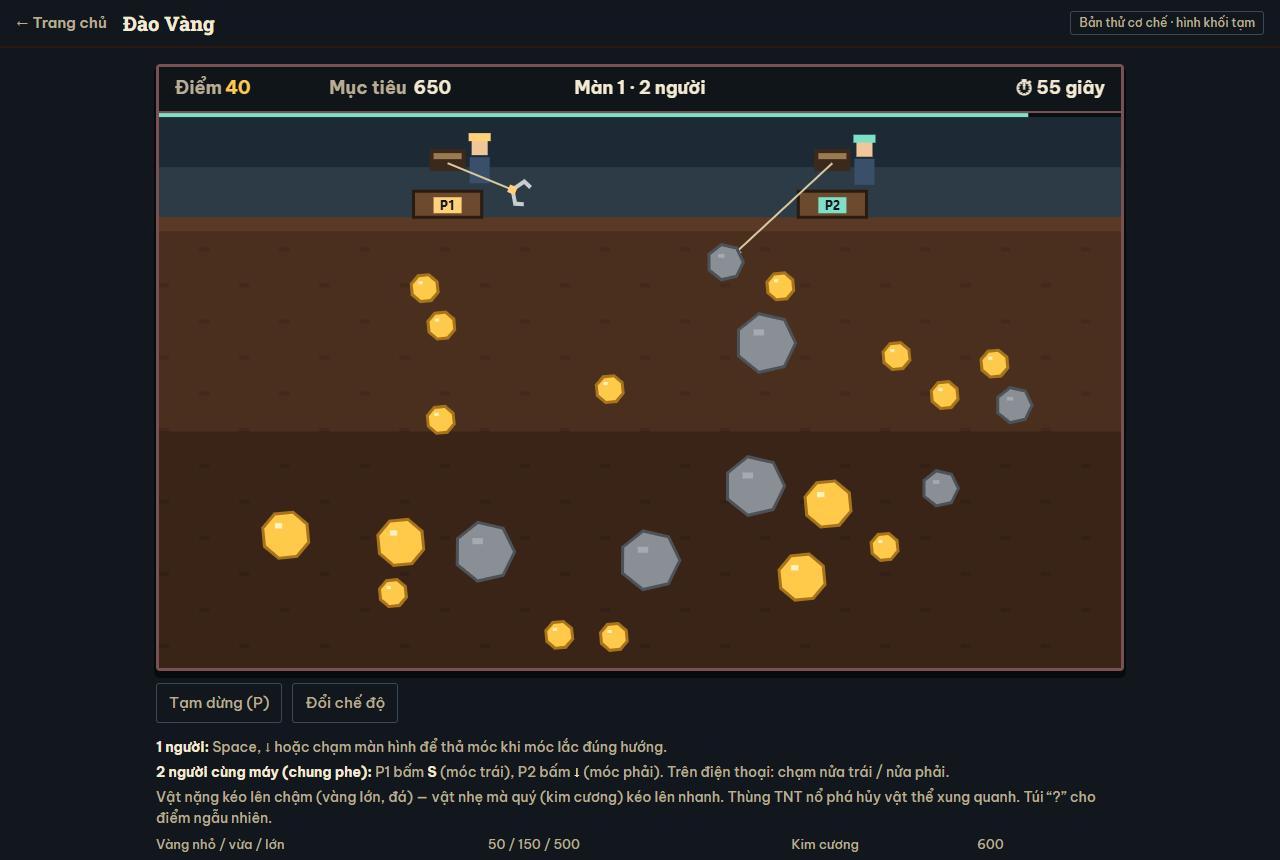 ← Trang chủ
Đào Vàng
Bản thử cơ chế · hình khối tạm
Điểm 40
Mục tiêu 650
Màn 1 · 2 người
⏱ 55 giây
P1
P2
Tạm dừng (P)
Đổi chế độ
1 người: Space, ↓ hoặc chạm màn hình để thả móc khi móc lắc đúng hướng.
2 người cùng máy (chung phe): P1 bấm S (móc trái), P2 bấm ↓ (móc phải). Trên điện thoại: chạm nửa trái / nửa phải.
Vật nặng kéo lên chậm (vàng lớn, đá) — vật nhẹ mà quý (kim cương) kéo lên nhanh. Thùng TNT nổ phá hủy vật thể xung quanh. Túi “?” cho
điểm ngẫu nhiên.
Vàng nhỏ / vừa / lớn
50 / 150 / 500
Kim cương
600